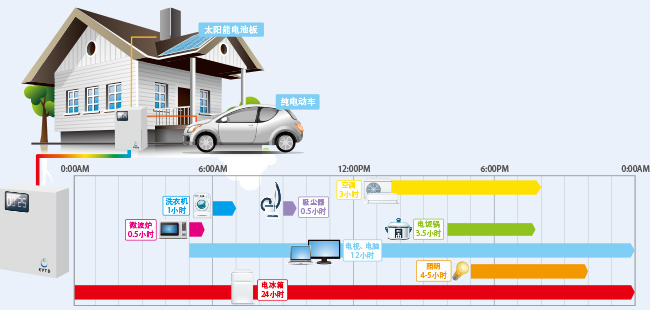 太阳能电池板
纯电动车
0:00AM
6:00AM
12:00PM
6:00PM
0:00AM
空调
3小时
洗衣机
1小时
吸尘器
0.5小时
微波炉
0.5小时
电饭锅
3.5小时
电视、电脑
12小时
照明
4-5小时
电冰箱
24小时